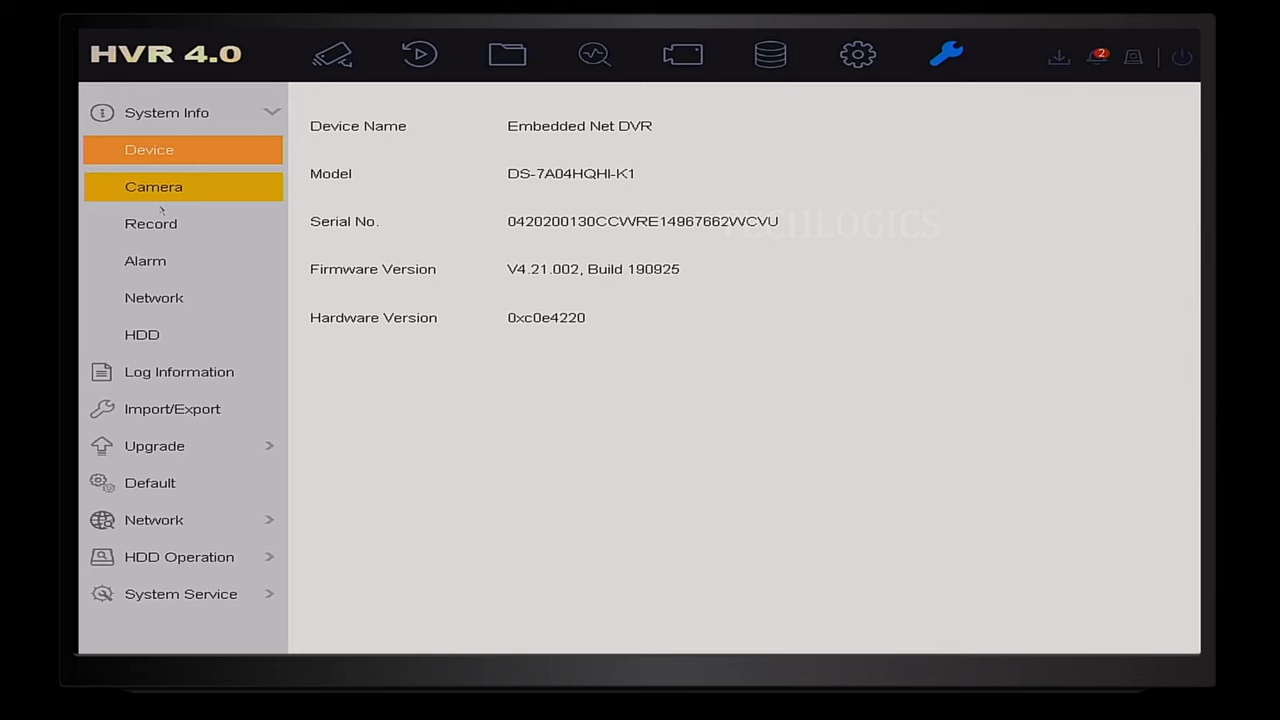 HVR 4.0
2
System Info
Device
Camera
Record
Alarm
Network
HDD
Log Information
Import/Export
Upgrade
Default
Network
HDD Operation
System Service
Device Name Embedded Net DVR
Model DS-7A04HQHI-K1
Serial No. 0420200130CCWRE14967662WCVU
Firmware Version V4.21.002, Build 190925
Hardware Version 0xc0e4220